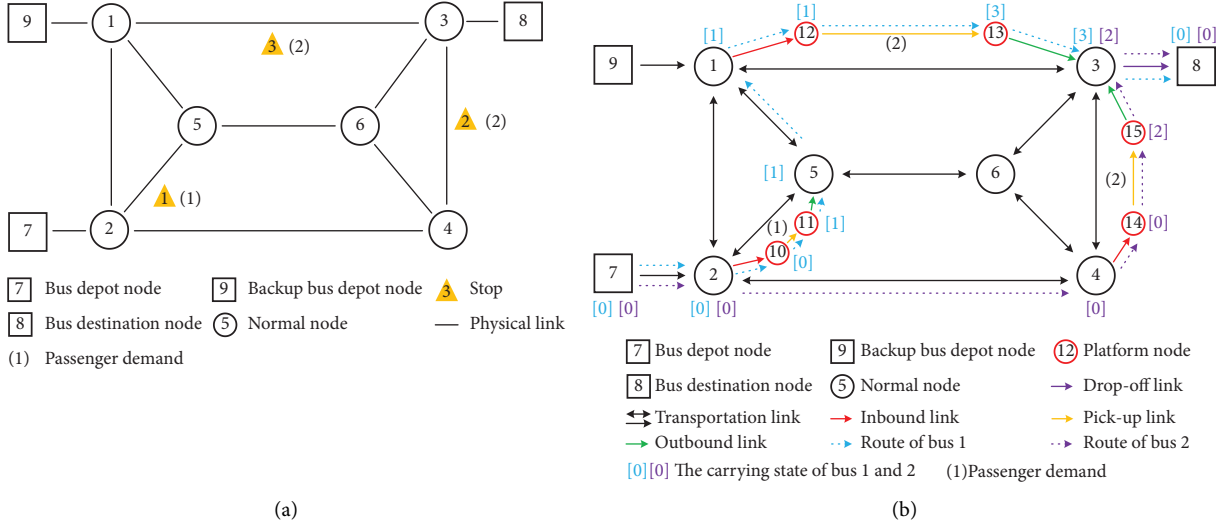 9
1
3
8
3 (2)
5
6
2 (2)
1 (1)
7
2
4
7 Bus depot node
9 Backup bus depot node
3 Stop
8 Bus destination node
5 Normal node
Physical link
(1) Passenger demand
(a)
[1]
[3]
[1]
12
13
[3] [2]
[0] [0]
(2)
9
1
3
8
15
[2]
[1]
5
6
(2)
11
[1]
(1)
14
[0]
10
[0]
7
2
4
[0] [0]
[0] [0]
[0]
7 Bus depot node
9 Backup bus depot node
12 Platform node
8 Bus destination node
5 Normal node
Drop-off link
Transportation link
Inbound link
Pick-up link
Outbound link
Route of bus 1
Route of bus 2
[0][0] The carrying state of bus 1 and 2
(1)Passenger demand
(b)